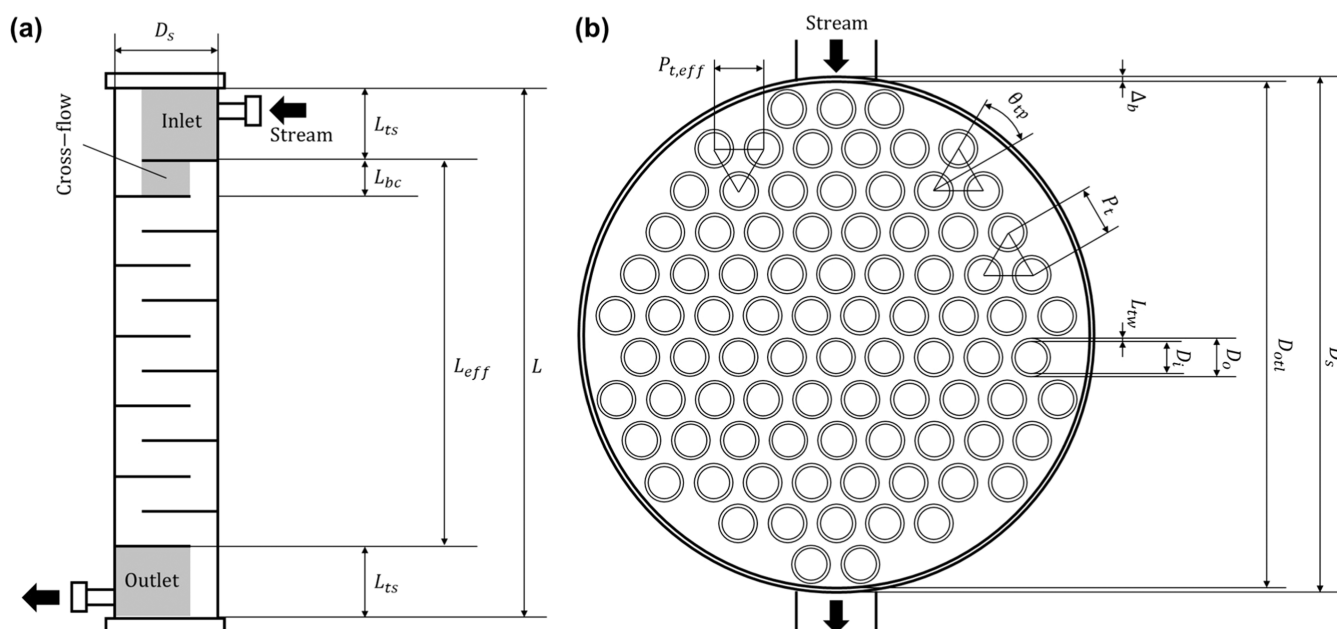 (a)
D_s
Inlet
Stream
Cross−flow
L_ts
L_bc
L_eff
L
Outlet
L_ts
(b)
Stream
P_t,eff
θ_tp
Δ_b
P_t
L_tw
D_i
D_o
D_otl
D_s